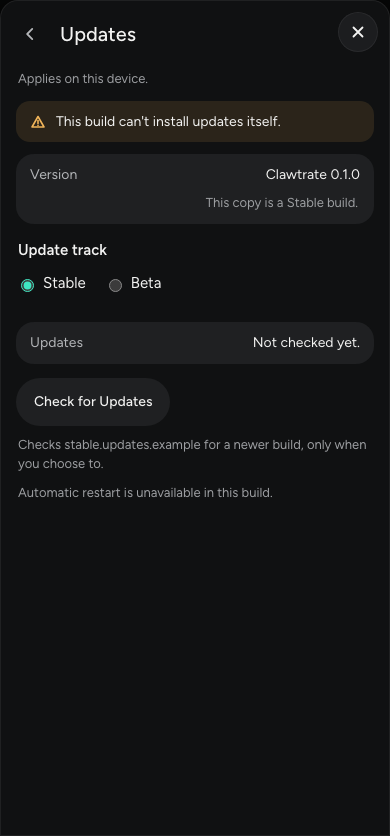 Updates
Applies on this device.
This build can't install updates itself.
Version
Clawtrate 0.1.0
This copy is a Stable build.
Update track
Stable
Beta
Updates
Not checked yet.
Check for Updates
Checks stable.updates.example for a newer build, only when
you choose to.
Automatic restart is unavailable in this build.